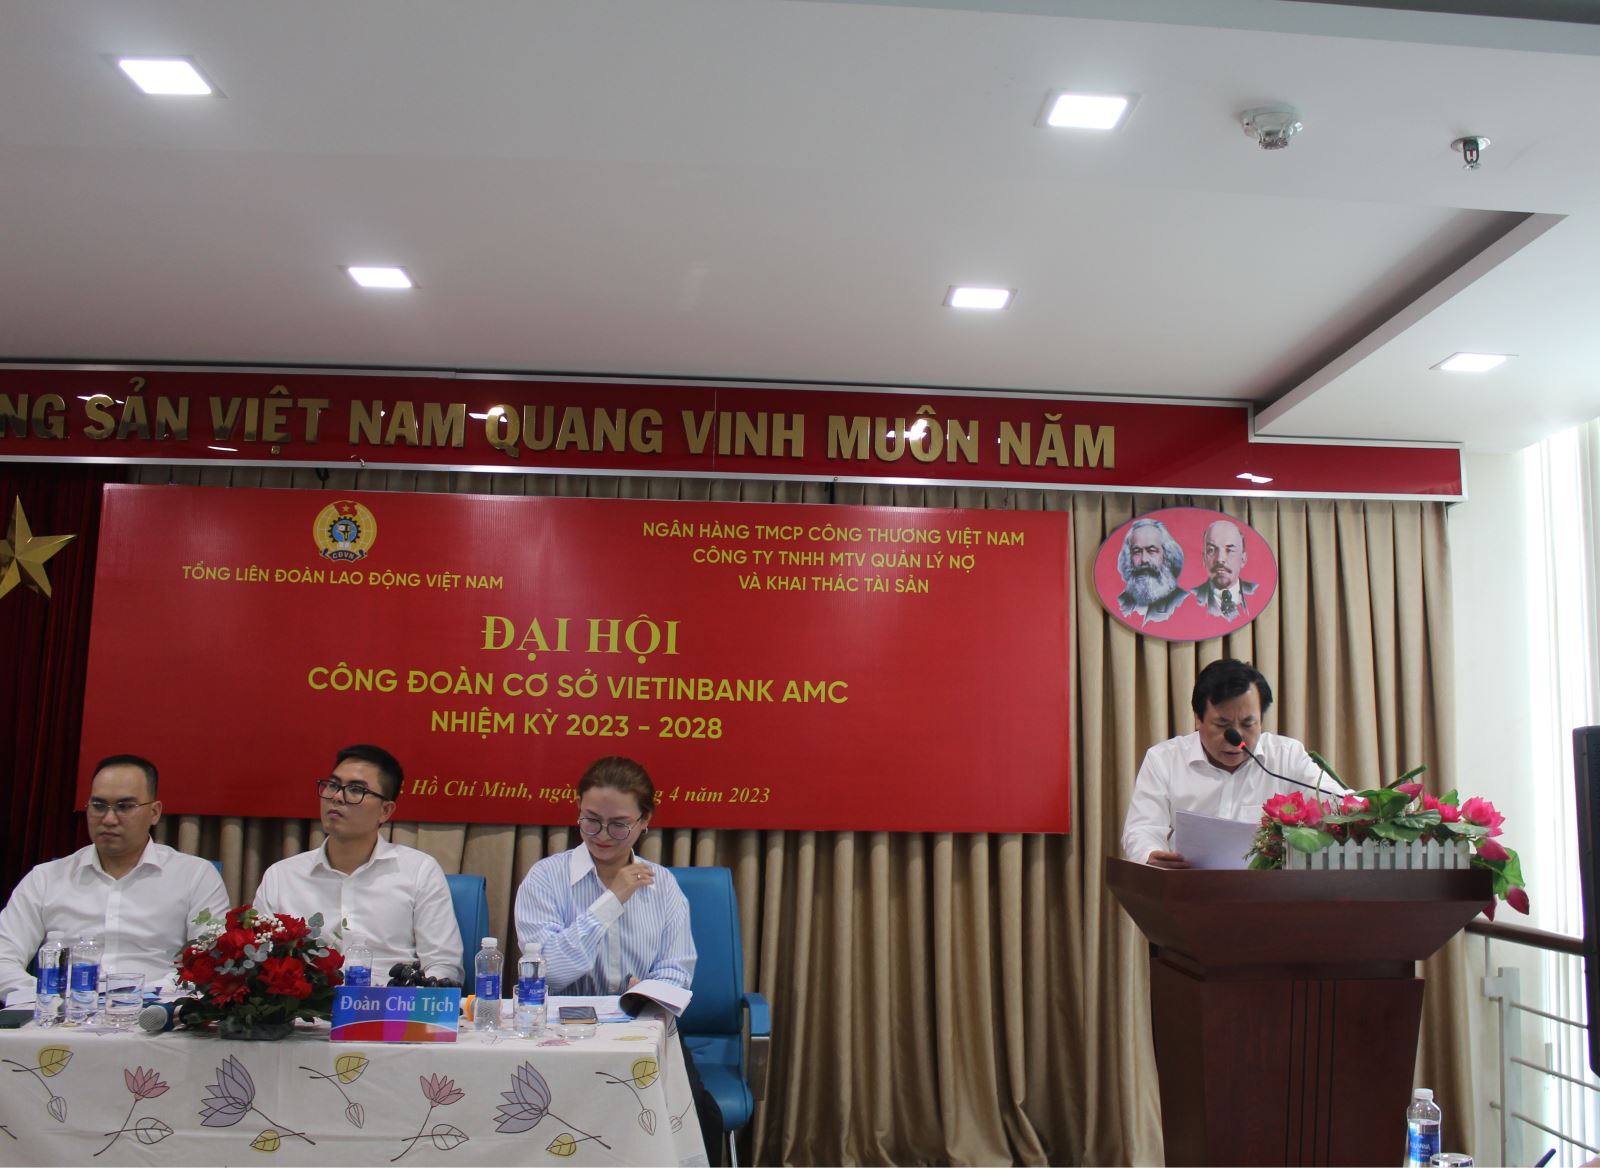 SẢN VIỆT NAM QUANG VINH MUÔN NĂM
CĐVN
TỔNG LIÊN ĐOÀN LAO ĐỘNG VIỆT NAM
NGÂN HÀNG TMCP CÔNG THƯƠNG VIỆT NAM
CÔNG TY TNHH MTV QUẢN LÝ NỢ
VÀ KHAI THÁC TÀI SẢN
ĐẠI HỘI
CÔNG ĐOÀN CƠ SỞ VIETINBANK AMC
NHIỆM KỲ 2023 - 2028
Hồ Chí Minh, ngày 4 năm 2023
Đoàn Chủ Tịch